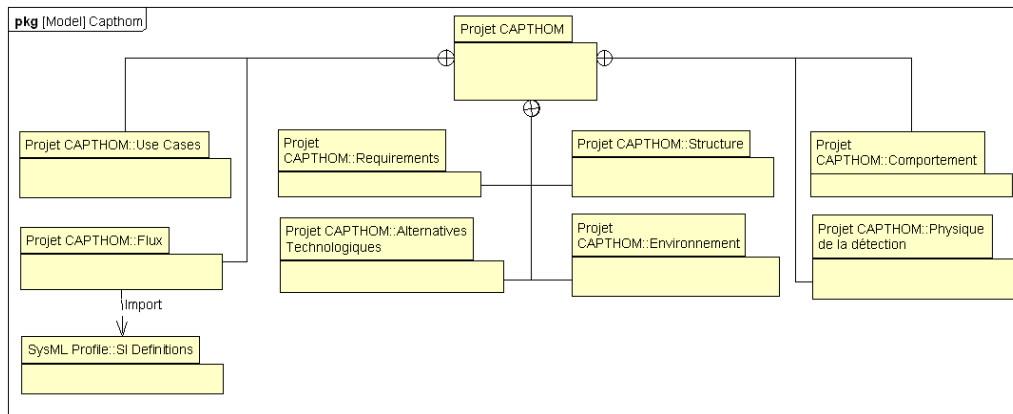 pkg [Model] Capthom
Projet CAPTHOM
Projet CAPTHOM::Use Cases
Projet
CAPTHOM::Requirements
Projet CAPTHOM::Structure
Projet
CAPTHOM::Comportement
Projet CAPTHOM::Flux
Projet CAPTHOM::Alternatives
Technologiques
Projet
CAPTHOM::Environnement
Projet CAPTHOM::Physique
de la détection
Import
SysML Profile::SI Definitions